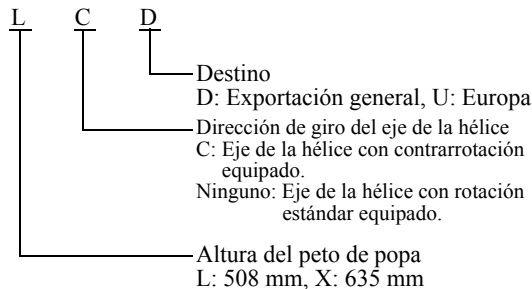 L C D
Destino
D: Exportación general, U: Europa
Dirección de giro del eje de la hélice
C: Eje de la hélice con contrarrotación
equipado.
Ninguno: Eje de la hélice con rotación
estándar equipado.
Altura del peto de popa
L: 508 mm, X: 635 mm